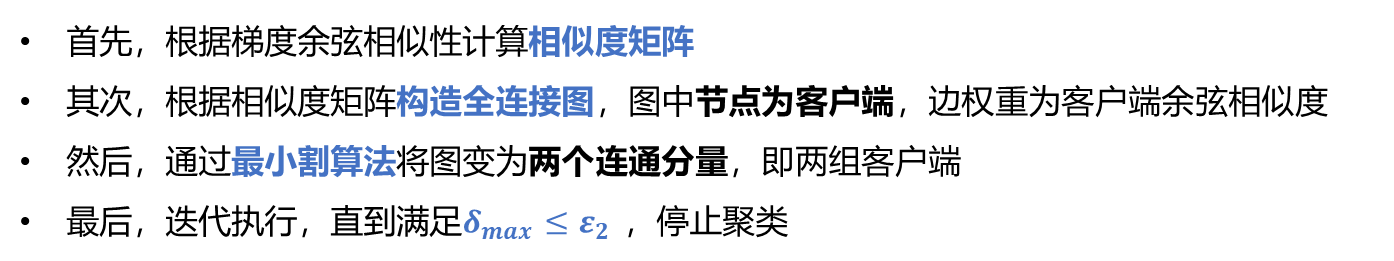 • 首先，根据梯度余弦相似性计算相似度矩阵
• 其次，根据相似度矩阵构造全连接图，图中节点为客户端，边权重为客户端余弦相似度
• 然后，通过最小割算法将图变为两个连通分量，即两组客户端
• 最后，迭代执行，直到满足δ_max ≤ ε_2 ，停止聚类